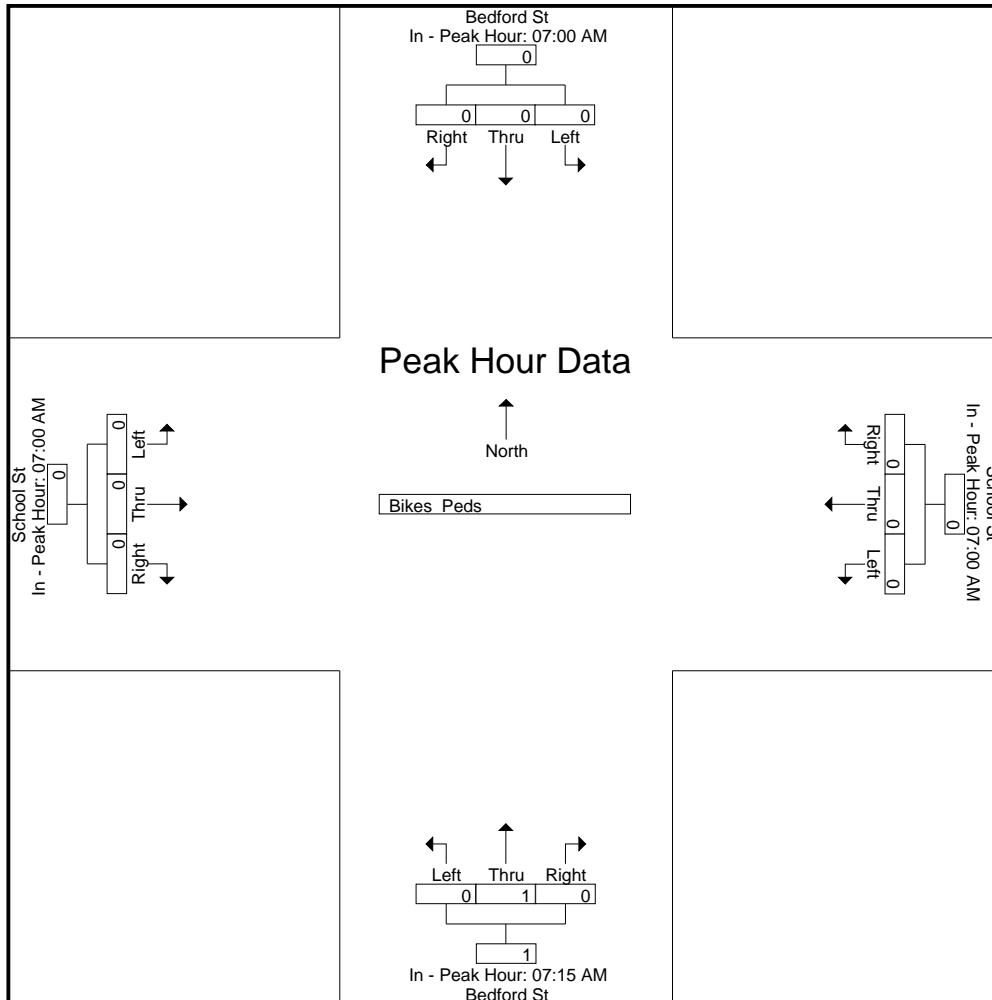 Bedford St
In - Peak Hour: 07:00 AM
0
0 0 0
Right Thru Left
Peak Hour Data
North
Bikes Peds
School St
In - Peak Hour: 07:00 AM
0
0 0 0
Left Thru Right
Right Thru Left
0 0 0
0
In - Peak Hour: 07:00 AM
School St
Left Thru Right
0 1 0
1
In - Peak Hour: 07:15 AM
Bedford St